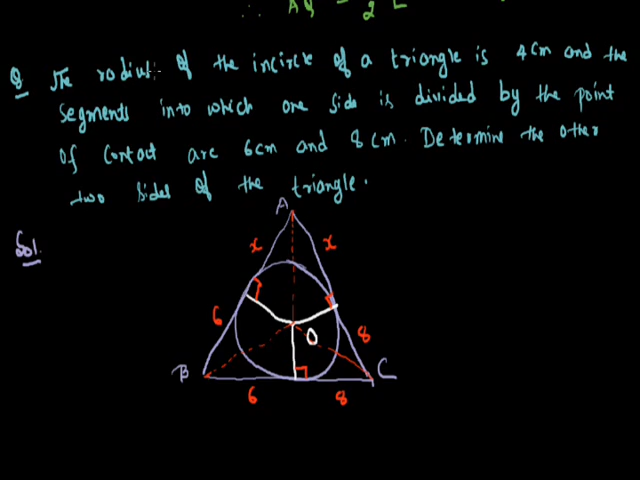 ∴ AQ = 2 L
Q The radius of the incircle of a triangle is 4cm and the
segments into which one side is divided by the point
of contact are 6cm and 8cm. Determine the other
two sides of the triangle.
Sol.
A
x x
6 8
O
B C
6 8